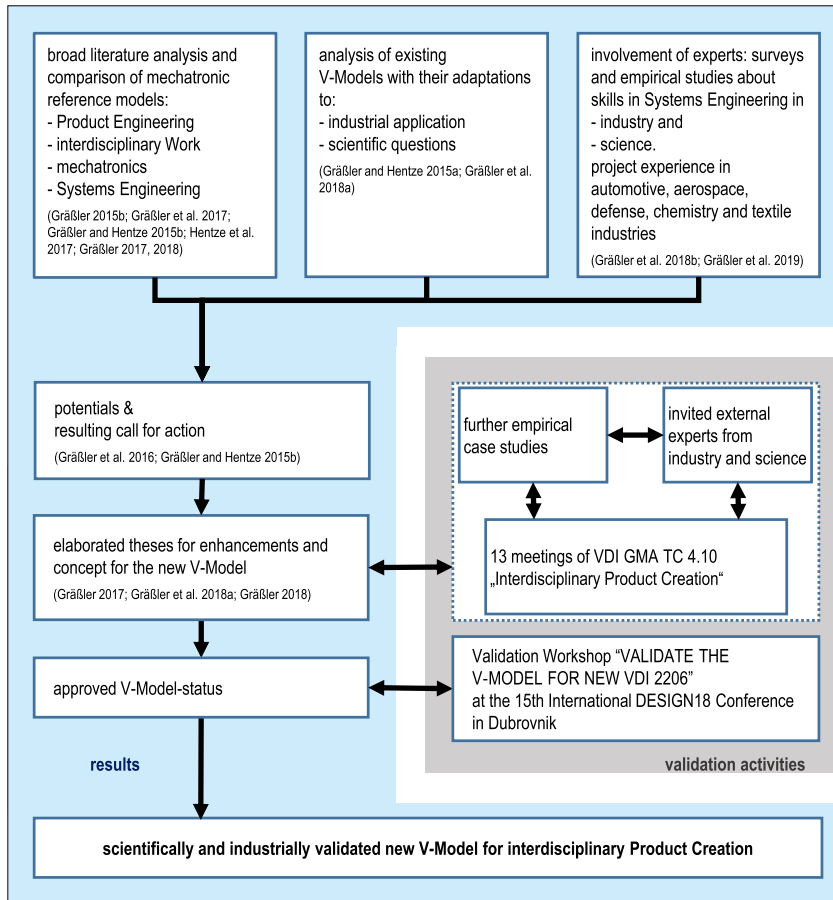 broad literature analysis and
comparison of mechatronic
reference models:
- Product Engineering
- interdisciplinary Work
- mechatronics
- Systems Engineering
(Gräßler 2015b; Gräßler et al. 2017;
Gräßler and Hentze 2015b; Hentze et al.
2017; Gräßler 2017, 2018)
analysis of existing
V-Models with their adaptations
to:
- industrial application
- scientific questions
(Gräßler and Hentze 2015a; Gräßler et al.
2018a)
involvement of experts: surveys
and empirical studies about
skills in Systems Engineering in
- industry and
- science.
project experience in
automotive, aerospace,
defense, chemistry and textile
industries
(Gräßler et al. 2018b; Gräßler et al. 2019)
potentials &
resulting call for action
(Gräßler et al. 2016; Gräßler and Hentze 2015b)
further empirical
case studies
invited external
experts from
industry and science
elaborated theses for enhancements and
concept for the new V-Model
(Gräßler 2017; Gräßler et al. 2018a; Gräßler 2018)
13 meetings of VDI GMA TC 4.10
„Interdisciplinary Product Creation“
approved V-Model-status
Validation Workshop “VALIDATE THE
V-MODEL FOR NEW VDI 2206”
at the 15th International DESIGN18 Conference
in Dubrovnik
results
validation activities
scientifically and industrially validated new V-Model for interdisciplinary Product Creation